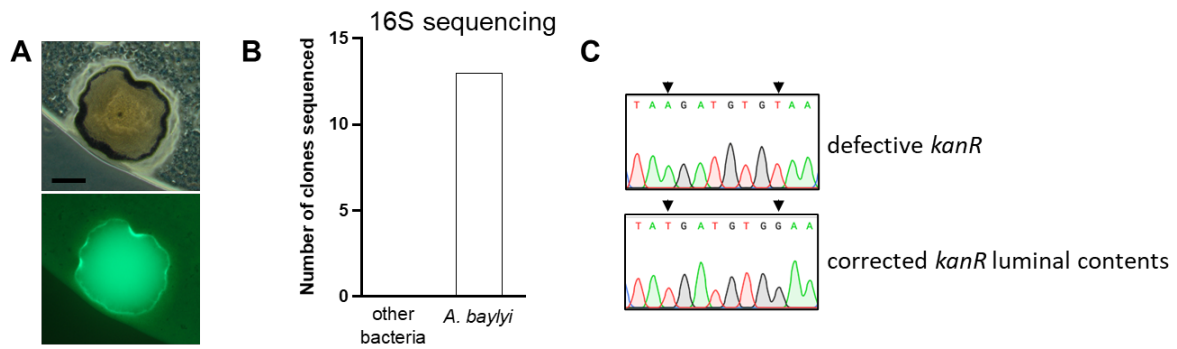 A
B
16S sequencing
Number of clones sequenced
15
10
5
0
other
bacteria
A. baylyi
C
T A A G A T G T G T A A
defective kanR
T A T G A T G T G G A A
corrected kanR luminal contents